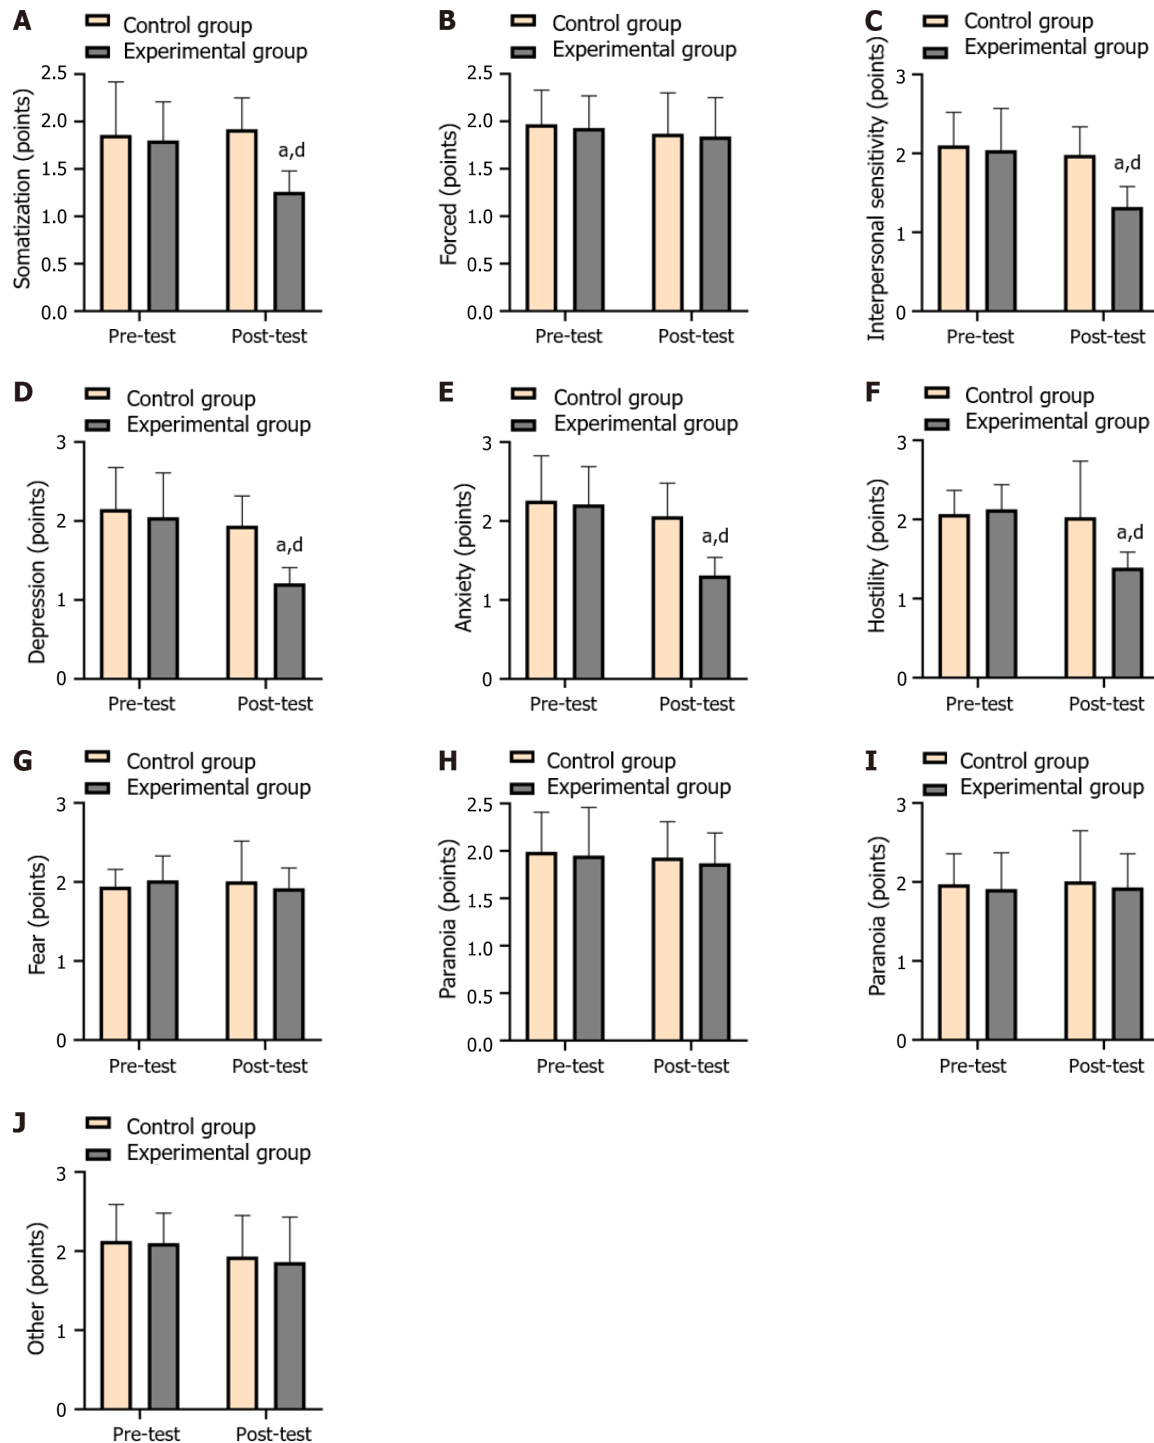 A
Control group
Experimental group
Somatization (points)
2.5
2.0
1.5
1.0
0.5
0.0
a,d
Pre-test
Post-test
B
Control group
Experimental group
Forced (points)
2.5
2.0
1.5
1.0
0.5
0.0
Pre-test
Post-test
C
Control group
Experimental group
Interpersonal sensitivity (points)
3
2
1
0
a,d
Pre-test
Post-test
D
Control group
Experimental group
Depression (points)
3
2
1
0
a,d
Pre-test
Post-test
E
Control group
Experimental group
Anxiety (points)
3
2
1
0
a,d
Pre-test
Post-test
F
Control group
Experimental group
Hostility (points)
3
2
1
0
a,d
Pre-test
Post-test
G
Control group
Experimental group
Fear (points)
3
2
1
0
Pre-test
Post-test
H
Control group
Experimental group
Paranoia (points)
2.5
2.0
1.5
1.0
0.5
0.0
Pre-test
Post-test
I
Control group
Experimental group
Paranoia (points)
3
2
1
0
Pre-test
Post-test
J
Control group
Experimental group
Other (points)
3
2
1
0
Pre-test
Post-test